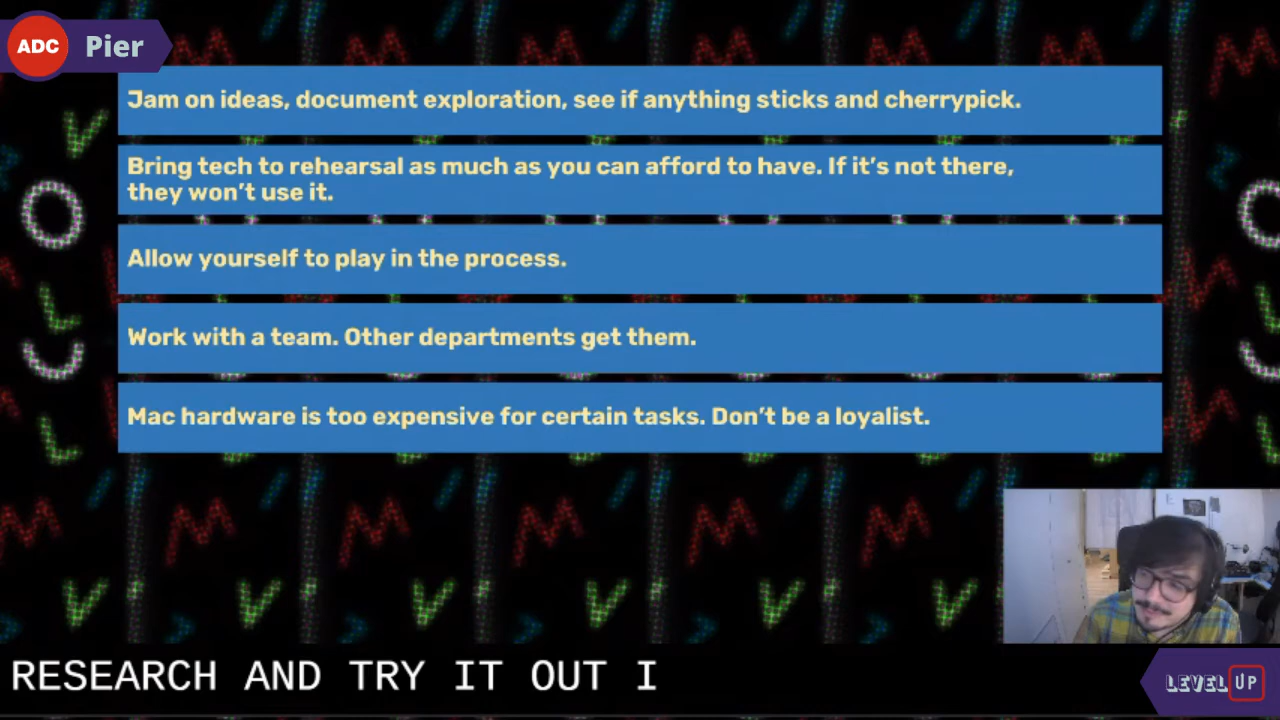 ADC Pier
Jam on ideas, document exploration, see if anything sticks and cherrypick.
Bring tech to rehearsal as much as you can afford to have. If it’s not there,
they won’t use it.
Allow yourself to play in the process.
Work with a team. Other departments get them.
Mac hardware is too expensive for certain tasks. Don’t be a loyalist.
RESEARCH AND TRY IT OUT I
LEVEL UP